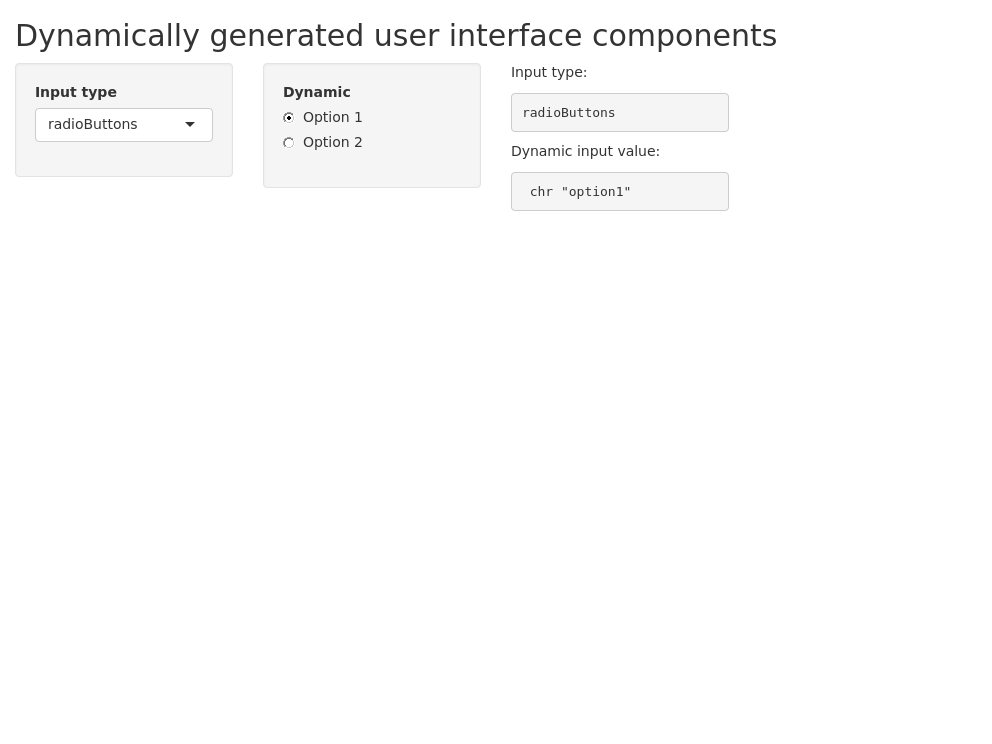 Dynamically generated user interface components
Input type
radioButtons
Dynamic
Option 1
Option 2
Input type:
radioButtons
Dynamic input value:
chr "option1"